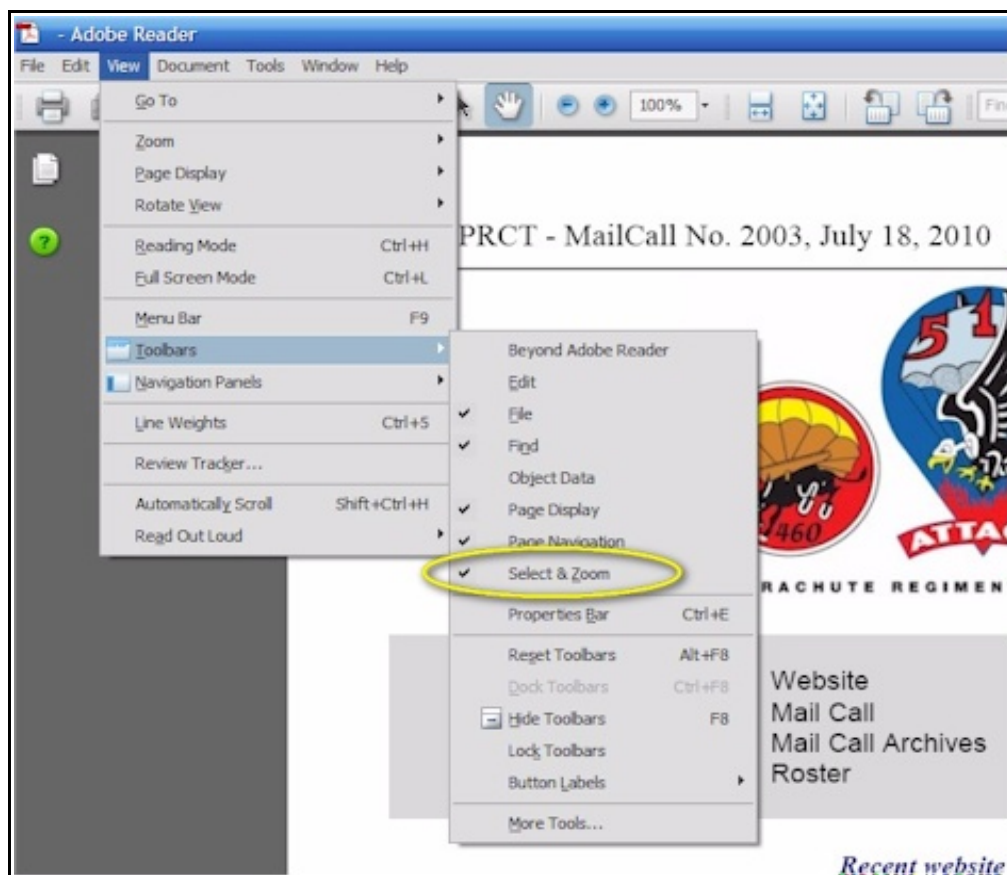 - Adobe Reader
File Edit View Document Tools Window Help
100%
Go To
Zoom
Page Display
Rotate View
Reading Mode Ctrl+H
Full Screen Mode Ctrl+L
Menu Bar F9
Toolbars
Navigation Panels
Line Weights Ctrl+5
Review Tracker...
Automatically Scroll Shift+Ctrl+H
Read Out Loud
Beyond Adobe Reader
Edit
File
Find
Object Data
Page Display
Page Navigation
Select & Zoom
Properties Bar Ctrl+E
Reset Toolbars Alt+F8
Dock Toolbars Ctrl+F8
Hide Toolbars F8
Lock Toolbars
Button Labels
More Tools...
PRCT - MailCall No. 2003, July 18, 2010
51
460
ATTAC
RACHUTE REGIMEN
Website
Mail Call
Mail Call Archives
Roster
Recent website